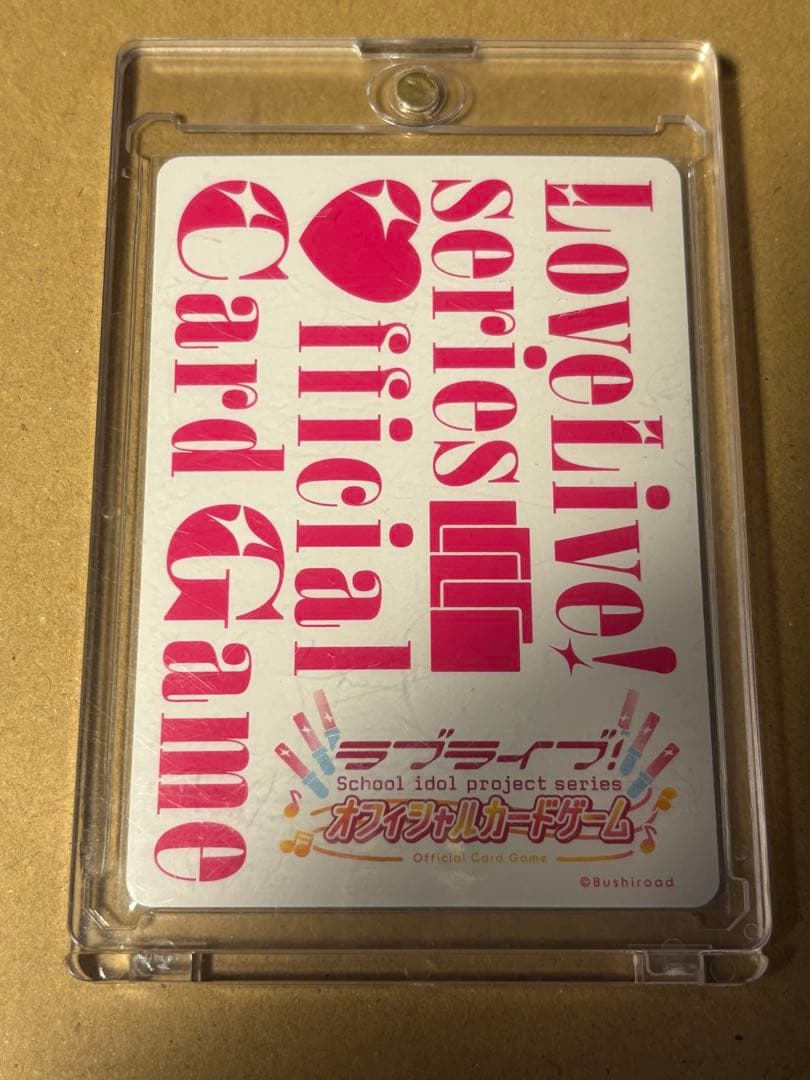 LoveLive!
series
Official
Card Game
ラブライブ!
School idol project series
オフィシャルカードゲーム
Official Card Game
©Bushiroad